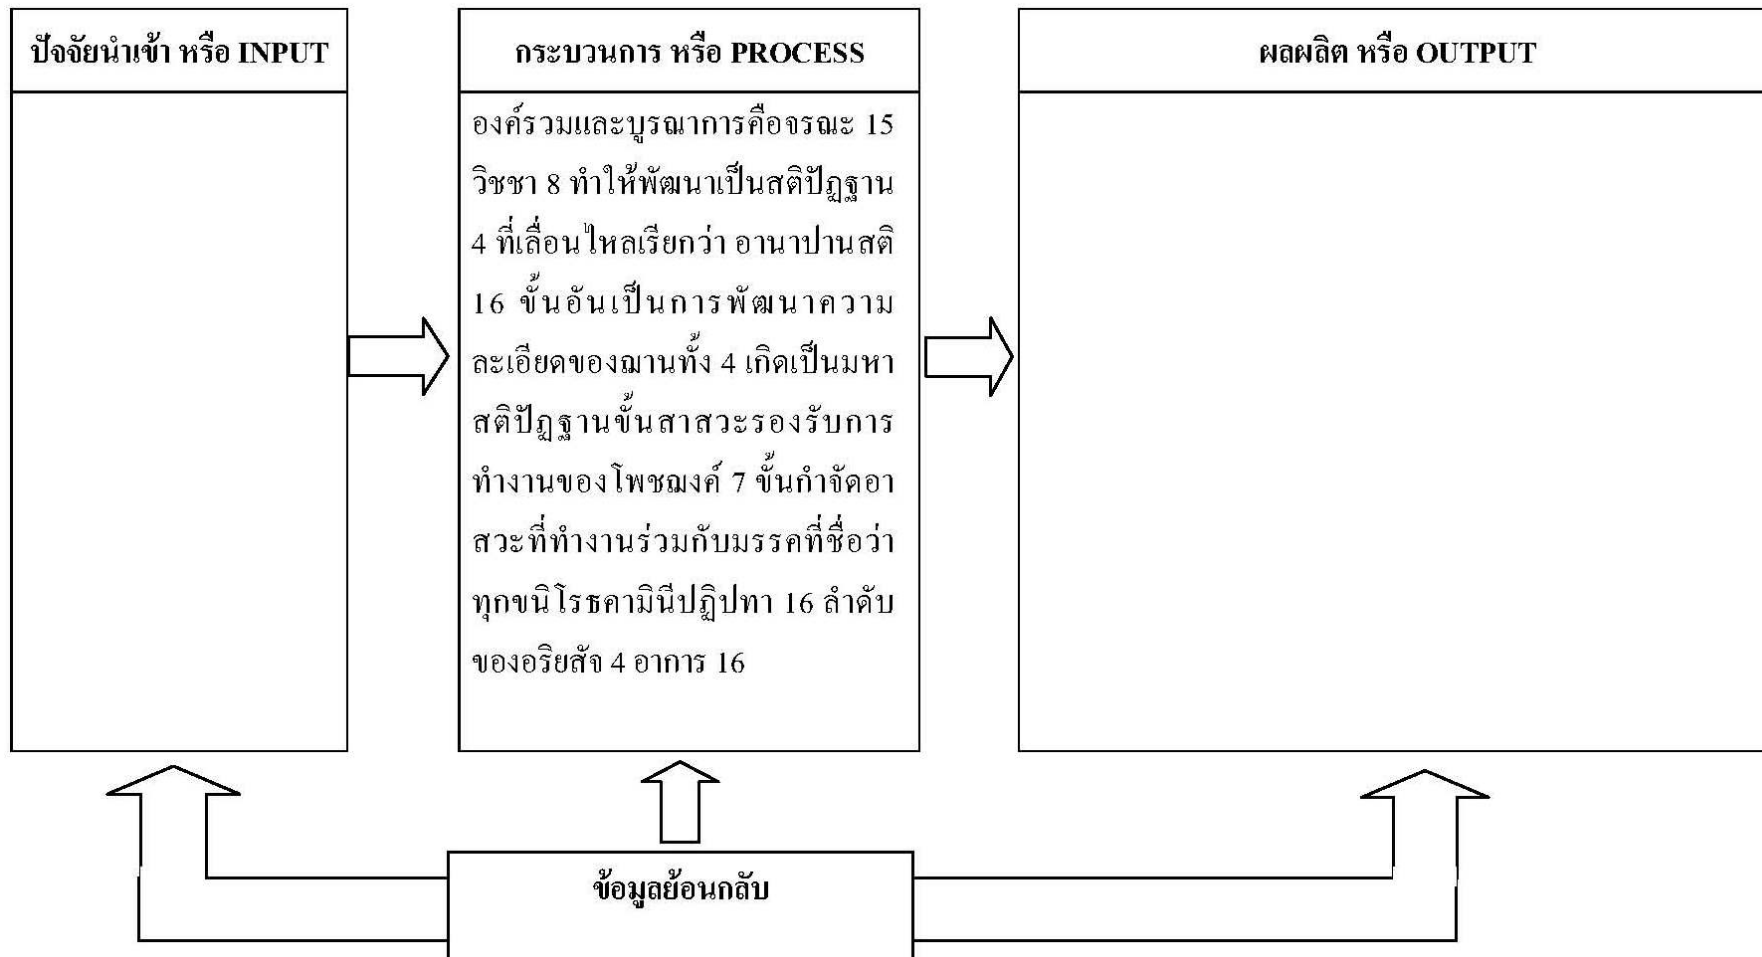 ปัจจัยนำเข้า หรือ INPUT
กระบวนการ หรือ PROCESS
องค์รวมและบูรณาการคือจรณะ 15
วิชชา 8 ทำให้พัฒนาเป็นสติปัฏฐาน
4 ที่เลื่อนไหลเรียกว่า อานาปานสติ
16 ขั้นอันเป็นการพัฒนาความ
ละเอียดของฌานทั้ง 4 เกิดเป็นมหา
สติปัฏฐานขั้นสาสวะรองรับการ
ทำงานของโพชฌงค์ 7 ขั้นกำจัดอา
สวะที่ทำงานร่วมกับมรรคที่ชื่อว่า
ทุกขนิโรธคามินีปฏิปทา 16 ลำดับ
ของอริยสัจ 4 อาการ 16
ผลผลิต หรือ OUTPUT
ข้อมูลย้อนกลับ